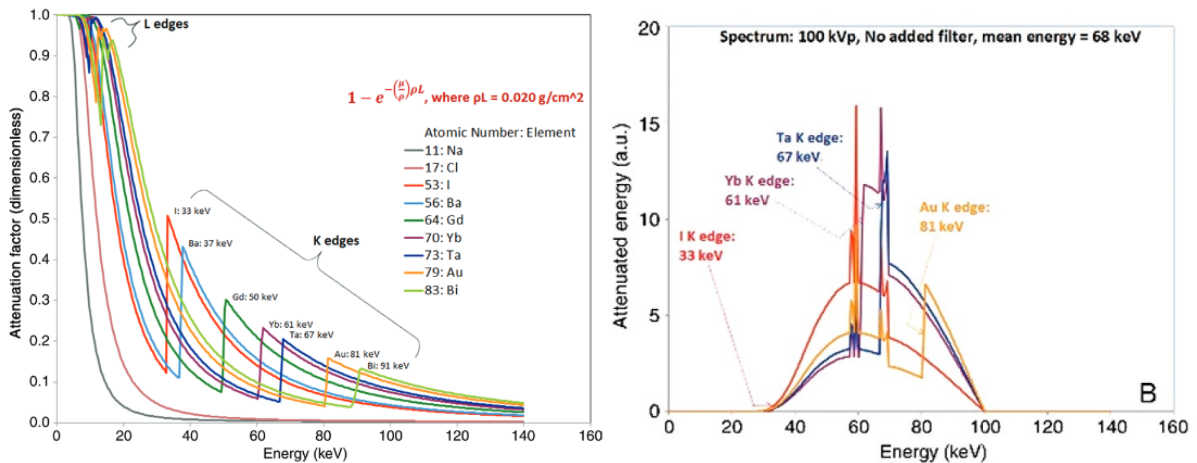 Attenuation factor (dimensionless)
1.0
0.9
0.8
0.7
0.6
0.5
0.4
0.3
0.2
0.1
0.0
0
20
40
60
80
100
120
140
160
Energy (keV)
L edges
1 − e^−(μ/ρ)ρL, where ρL = 0.020 g/cm^2
Atomic Number: Element
11: Na
17: Cl
53: I
56: Ba
64: Gd
70: Yb
73: Ta
79: Au
83: Bi
K edges
I: 33 keV
Ba: 37 keV
Gd: 50 keV
Yb: 61 keV
Ta: 67 keV
Au: 81 keV
Bi: 91 keV
Spectrum: 100 kVp, No added filter, mean energy = 68 keV
Attenuated energy (a.u.)
20
15
10
5
0
0
20
40
60
80
100
120
140
160
Energy (keV)
Ta K edge:
67 keV
Yb K edge:
61 keV
Au K edge:
81 keV
I K edge:
33 keV
B